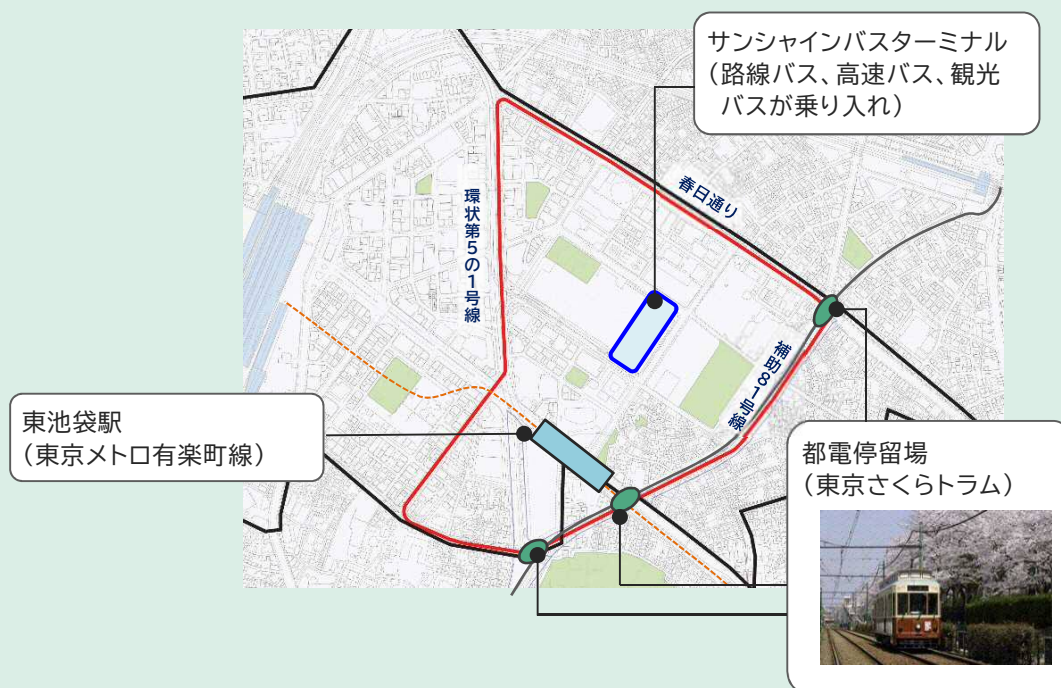 サンシャインバスターミナル
（路線バス、高速バス、観光
バスが乗り入れ）
春日通り
環状第5の1号線
補助81号線
東池袋駅
（東京メトロ有楽町線）
都電停留場
（東京さくらトラム）